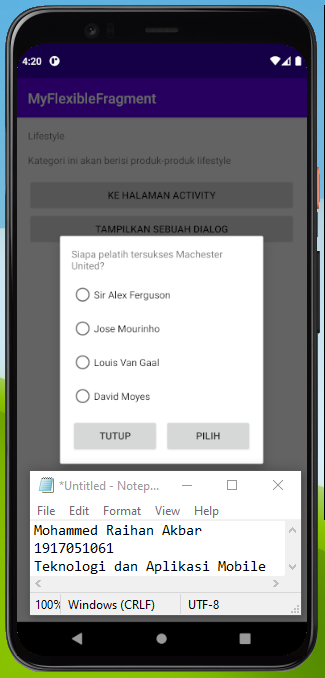 4:20
MyFlexibleFragment
Lifestyle
Kategori ini akan berisi produk-produk lifestyle
KE HALAMAN ACTIVITY
TAMPILKAN SEBUAH DIALOG
Siapa pelatih tersukses Machester
United?
Sir Alex Ferguson
Jose Mourinho
Louis Van Gaal
David Moyes
TUTUP PILIH
*Untitled - Notep...
File Edit Format View Help
Mohammed Raihan Akbar
1917051061
Teknologi dan Aplikasi Mobile
100% Windows (CRLF) UTF-8